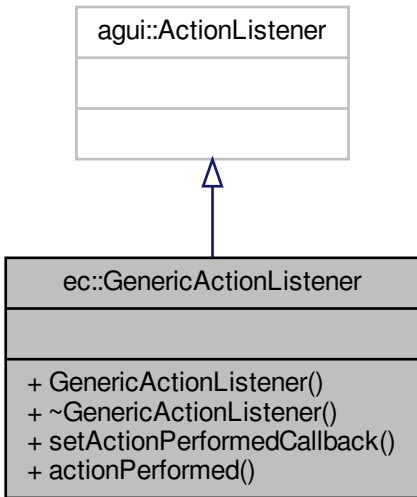 agui::ActionListener
ec::GenericActionListener
+ GenericActionListener()
+ ~GenericActionListener()
+ setActionPerformedCallback()
+ actionPerformed()